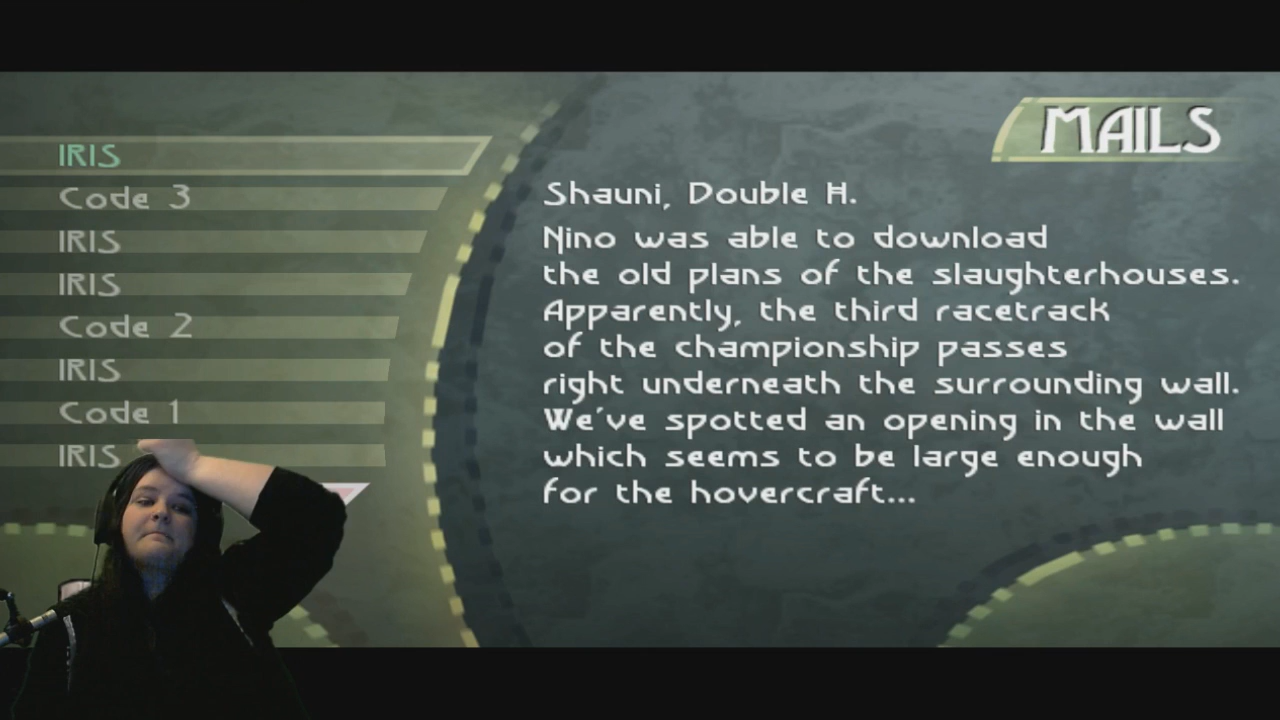 MAILS
IRIS
Code 3
IRIS
IRIS
Code 2
IRIS
Code 1
IRIS
Shauni, Double H.
Nino was able to download
the old plans of the slaughterhouses.
Apparently, the third racetrack
of the championship passes
right underneath the surrounding wall.
We've spotted an opening in the wall
which seems to be large enough
for the hovercraft...